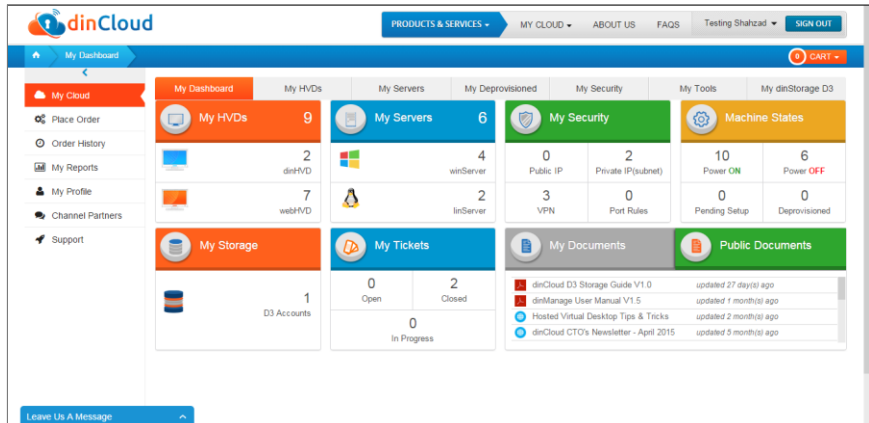 dinCloud
PRODUCTS & SERVICES
MY CLOUD
ABOUT US
FAQS
Testing Shahzad
SIGN OUT
My Dashboard
0 CART
My Cloud
Place Order
Order History
My Reports
My Profile
Channel Partners
Support
My Dashboard
My HVDs
My Servers
My Deprovisioned
My Security
My Tools
My dinStorage D3
My HVDs 9
2
dinHVD
7
webHVD
My Servers 6
4
winServer
2
linServer
My Security
0
Public IP
2
Private IP(subnet)
3
VPN
0
Port Rules
Machine States
10
Power ON
6
Power OFF
0
Pending Setup
0
Deprovisioned
My Storage
1
D3 Accounts
My Tickets
0
Open
2
Closed
0
In Progress
My Documents
Public Documents
dinCloud D3 Storage Guide V1.0 updated 27 day(s) ago
dinManage User Manual V1.5 updated 1 month(s) ago
Hosted Virtual Desktop Tips & Tricks updated 2 month(s) ago
dinCloud CTO's Newsletter - April 2015 updated 5 month(s) ago
Leave Us A Message